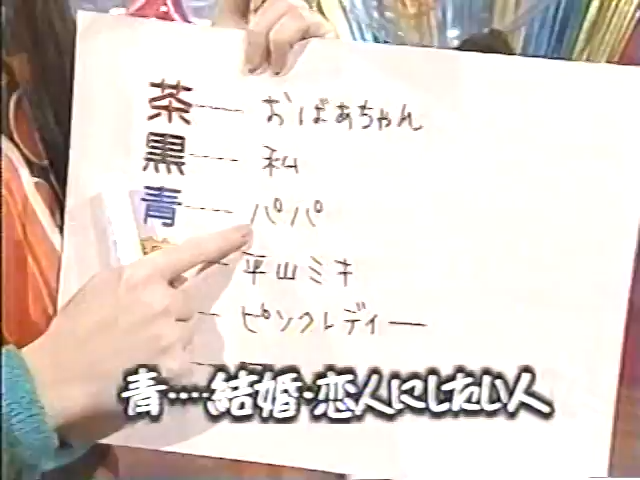 茶 おばあちゃん
黒 私
青 パパ
平山ミキ
ピンクレディー
青‥‥結婚・恋人にしたい人